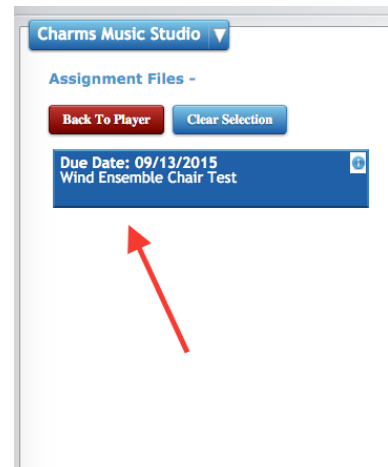 Charms Music Studio
Assignment Files -
Back To Player Clear Selection
Due Date: 09/13/2015
Wind Ensemble Chair Test